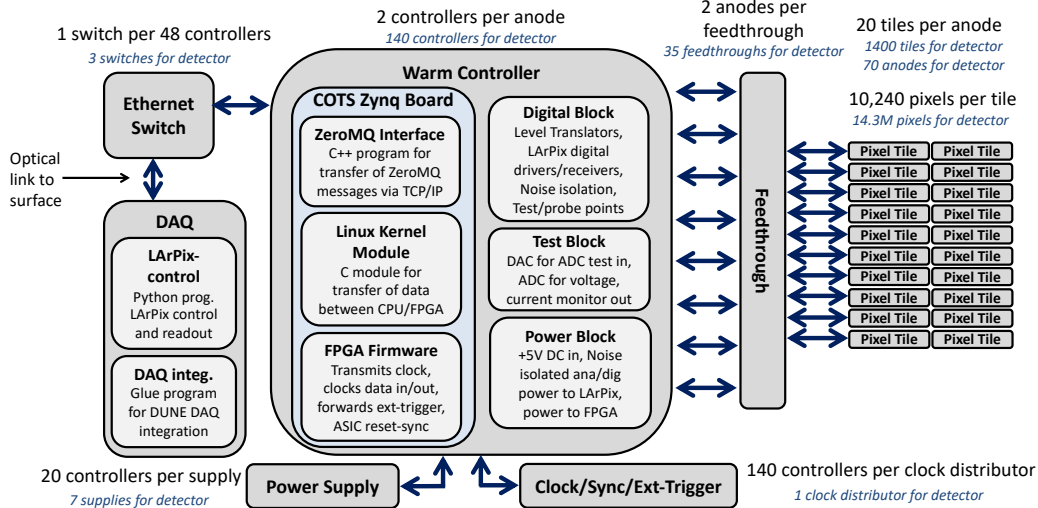 1 switch per 48 controllers
3 switches for detector
2 controllers per anode
140 controllers for detector
2 anodes per
feedthrough
35 feedthroughs for detector
20 tiles per anode
1400 tiles for detector
70 anodes for detector
10,240 pixels per tile
14.3M pixels for detector
Ethernet
Switch
Optical
link to
surface
DAQ
LArPix-
control
Python prog.
LArPix control
and readout
DAQ integ.
Glue program
for DUNE DAQ
integration
Warm Controller
COTS Zynq Board
ZeroMQ Interface
C++ program for
transfer of ZeroMQ
messages via TCP/IP
Linux Kernel
Module
C module for
transfer of data
between CPU/FPGA
FPGA Firmware
Transmits clock,
clocks data in/out,
forwards ext-trigger,
ASIC reset-sync
Digital Block
Level Translators,
LArPix digital
drivers/receivers,
Noise isolation,
Test/probe points
Test Block
DAC for ADC test in,
ADC for voltage,
current monitor out
Power Block
+5V DC in, Noise
isolated ana/dig
power to LArPix,
power to FPGA
Feedthrough
Pixel Tile Pixel Tile
Pixel Tile Pixel Tile
Pixel Tile Pixel Tile
Pixel Tile Pixel Tile
Pixel Tile Pixel Tile
Pixel Tile Pixel Tile
Pixel Tile Pixel Tile
Pixel Tile Pixel Tile
Pixel Tile Pixel Tile
Pixel Tile Pixel Tile
20 controllers per supply
7 supplies for detector
Power Supply
Clock/Sync/Ext-Trigger
140 controllers per clock distributor
1 clock distributor for detector